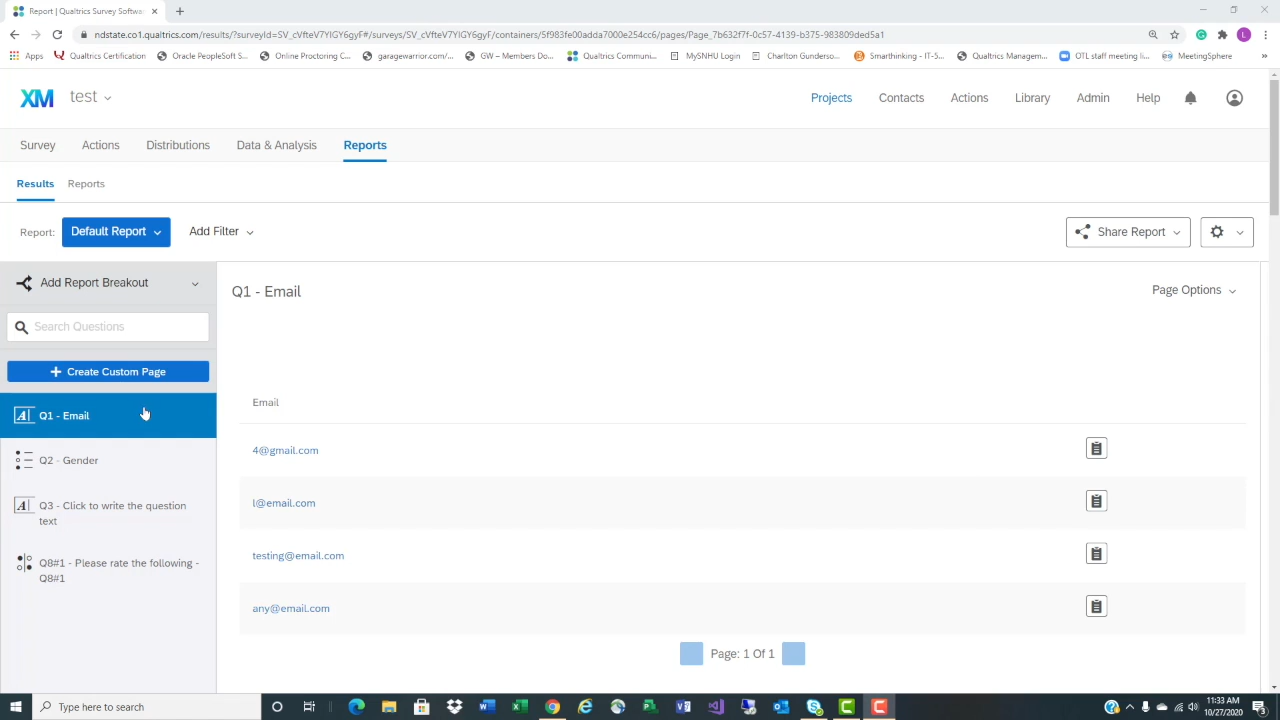 Report | Qualtrics Survey Softwa
ndstate.co1.qualtrics.com/results/?surveyId=SV_cVfteV7YlGY6gyF#/surveys/SV_cVfteV7YlGY6gyF/containers/5f983fe00adda7000e254cc6/pages/Page_7b632f7f-0c57-4139-b375-983809ded5a1
Apps Qualtrics Certification Oracle PeopleSoft S... Online Proctoring C... garagewarrior.com/... GW – Members Do... Qualtrics Communi... MySNHU Login Charlton Gunderso... Smarthinking - IT-S... Qualtrics Managem... OTL staff meeting li... MeetingSphere »
XM test Projects Contacts Actions Library Admin Help
Survey Actions Distributions Data & Analysis Reports
Results Reports
Report: Default Report Add Filter Share Report
Add Report Breakout
Q1 - Email Page Options
Search Questions
+ Create Custom Page
Q1 - Email
Q2 - Gender
Q3 - Click to write the question
text
Q8#1 - Please rate the following -
Q8#1
Email
4@gmail.com
l@email.com
testing@email.com
any@email.com
Page: 1 Of 1
Type here to search
11:33 AM
10/27/2020